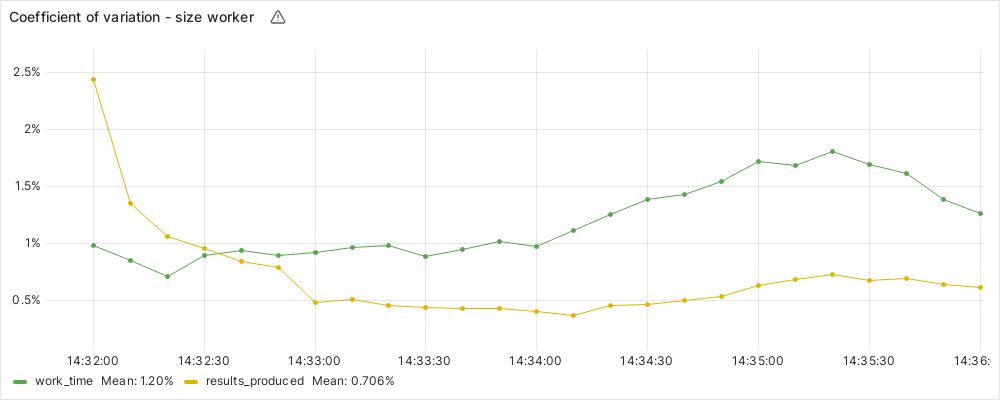 Coefficient of variation - size worker
2.5%
2%
1.5%
1%
0.5%
14:32:00 14:32:30 14:33:00 14:33:30 14:34:00 14:34:30 14:35:00 14:35:30 14:36:
work_time Mean: 1.20% results_produced Mean: 0.706%